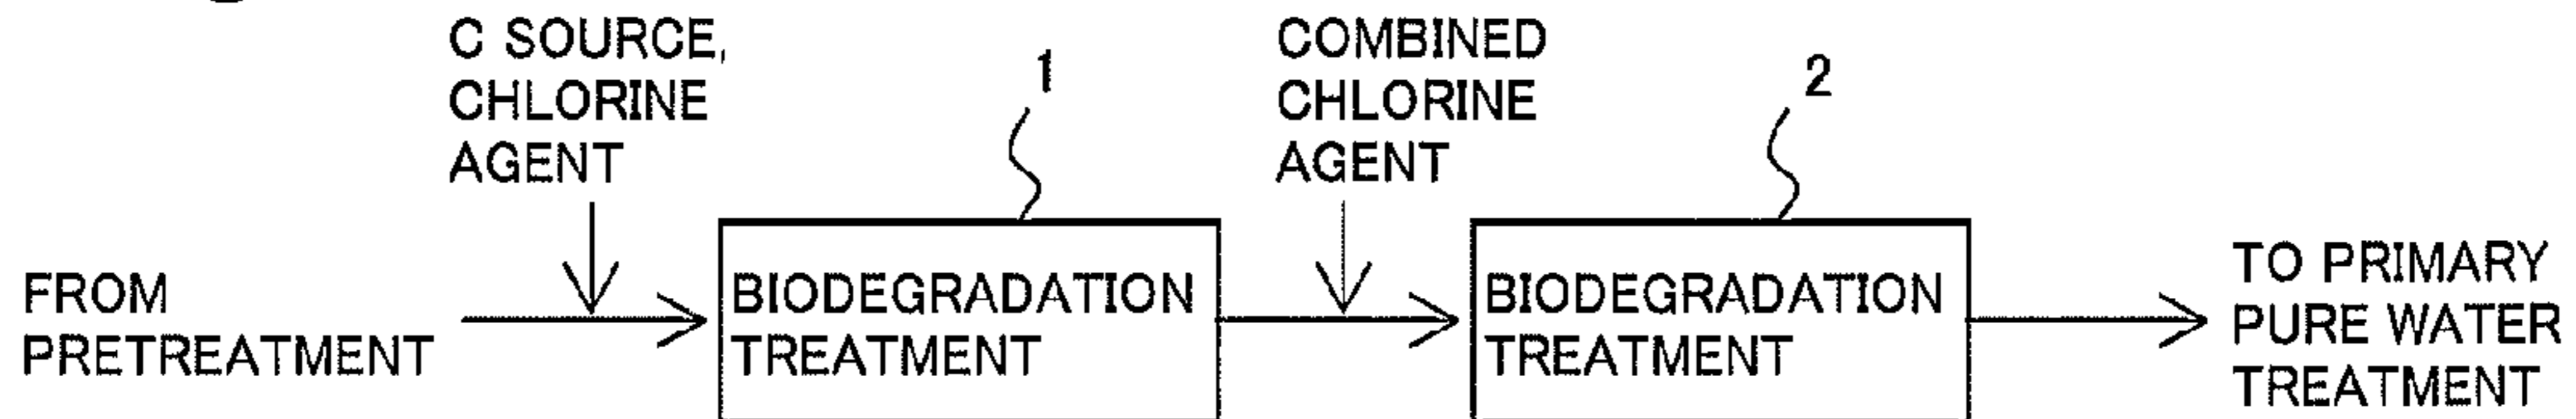 C SOURCE,
CHLORINE
AGENT
1
COMBINED
CHLORINE
AGENT
2
FROM
PRETREATMENT
BIODEGRADATION
TREATMENT
BIODEGRADATION
TREATMENT
TO PRIMARY
PURE WATER
TREATMENT